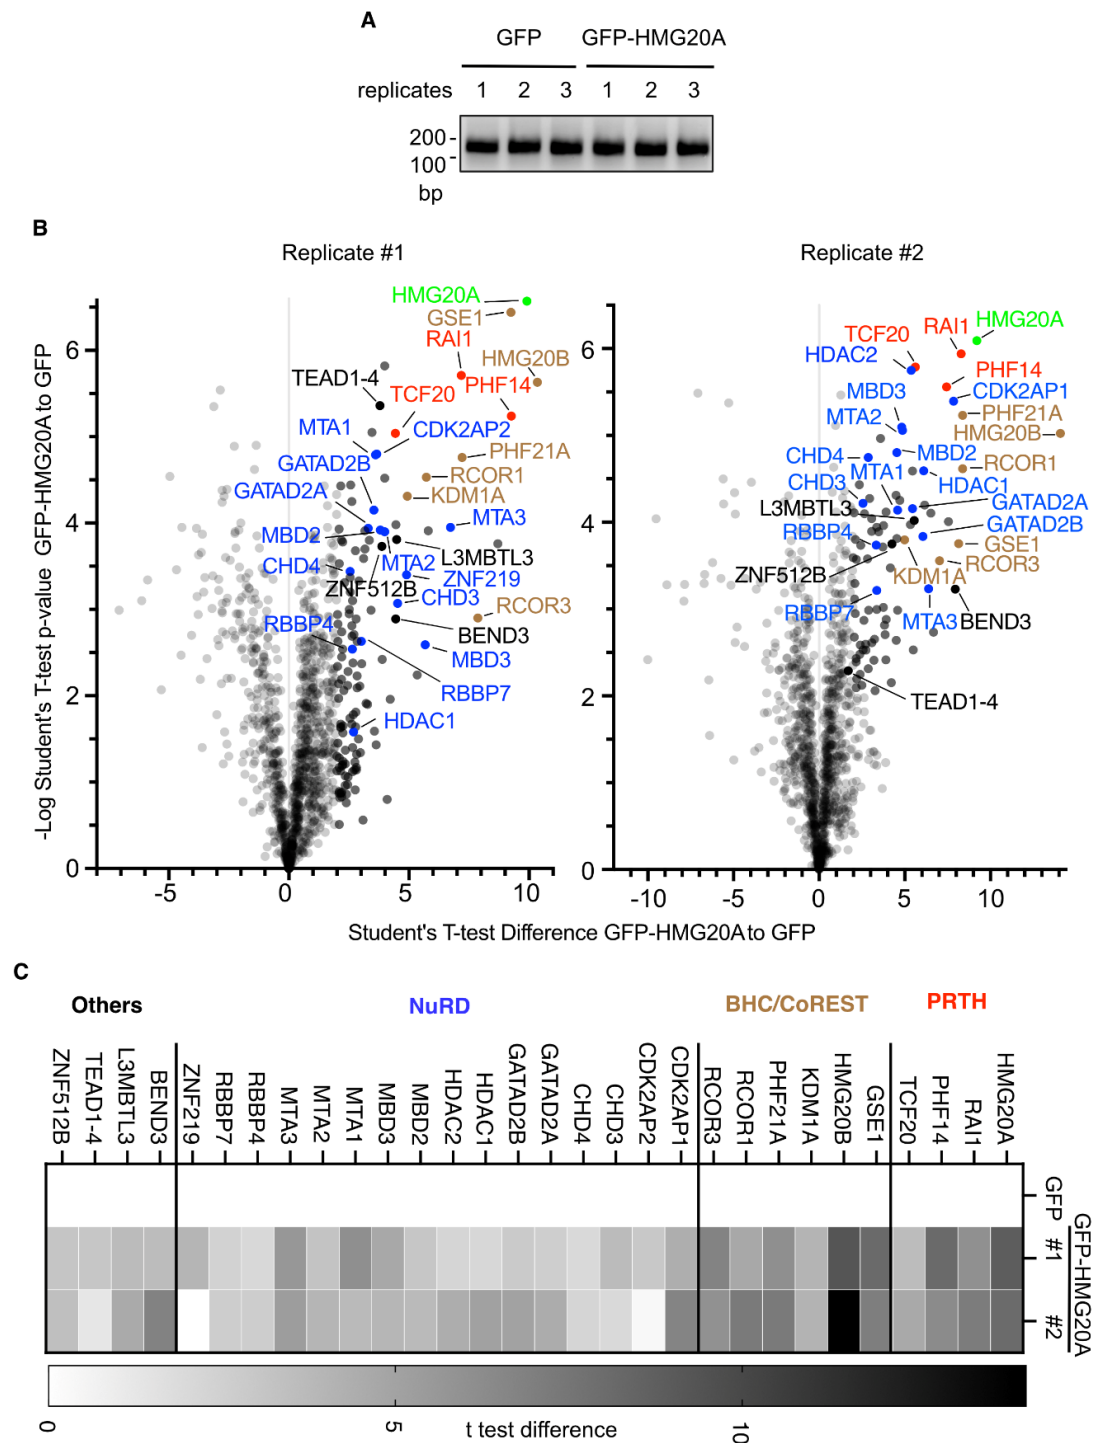 A
GFP GFP-HMG20A
replicates 1 2 3 1 2 3
200
100
bp
B
Replicate #1
Replicate #2
-Log Student's T-test p-value GFP-HMG20A to GFP
6
4
2
0
-5 0 5 10
HMG20A
GSE1
RAI1
HMG20B
TEAD1-4
TCF20
PHF14
MTA1
CDK2AP2
PHF21A
GATAD2B
RCOR1
GATAD2A
KDM1A
MTA3
MBD2
MTA2
L3MBTL3
CHD4
ZNF512B
ZNF219
CHD3
RCOR3
RBBP4
BEND3
MBD3
RBBP7
HDAC1
6
4
2
0
-10 -5 0 5 10
TCF20
RAI1
HMG20A
HDAC2
PHF14
MBD3
CDK2AP1
MTA2
PHF21A
HMG20B
CHD4
MBD2
RCOR1
MTA1
CHD3
HDAC1
L3MBTL3
GATAD2A
RBBP4
GATAD2B
GSE1
ZNF512B
KDM1A
RCOR3
RBBP7
MTA3
BEND3
TEAD1-4
Student's T-test Difference GFP-HMG20A to GFP
C
Others NuRD BHC/CoREST PRTH
ZNF512B
TEAD1-4
L3MBTL3
BEND3
ZNF219
RBBP7
RBBP4
MTA3
MTA2
MTA1
MBD3
MBD2
HDAC2
HDAC1
GATAD2B
GATAD2A
CHD4
CHD3
CDK2AP2
CDK2AP1
RCOR3
RCOR1
PHF21A
KDM1A
HMG20B
GSE1
TCF20
PHF14
RAI1
HMG20A
GFP
#1
#2
GFP-HMG20A
0 5 10
t test difference